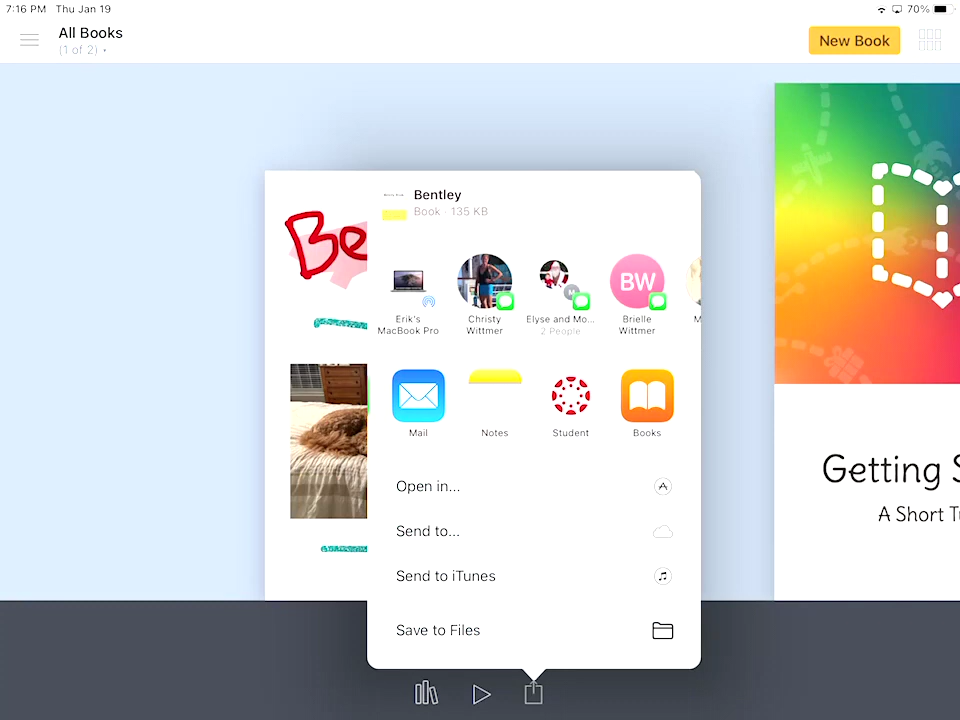 7:16 PM Thu Jan 19
70%
All Books
(1 of 2)
New Book
Bentley
Book · 135 KB
Be
Erik's
MacBook Pro
Christy
Wittmer
Elyse and Mo...
2 People
BW
Brielle
Wittmer
M
Mail
Notes
Student
Books
Open in...
Send to...
Send to iTunes
Save to Files
Getting S
A Short T